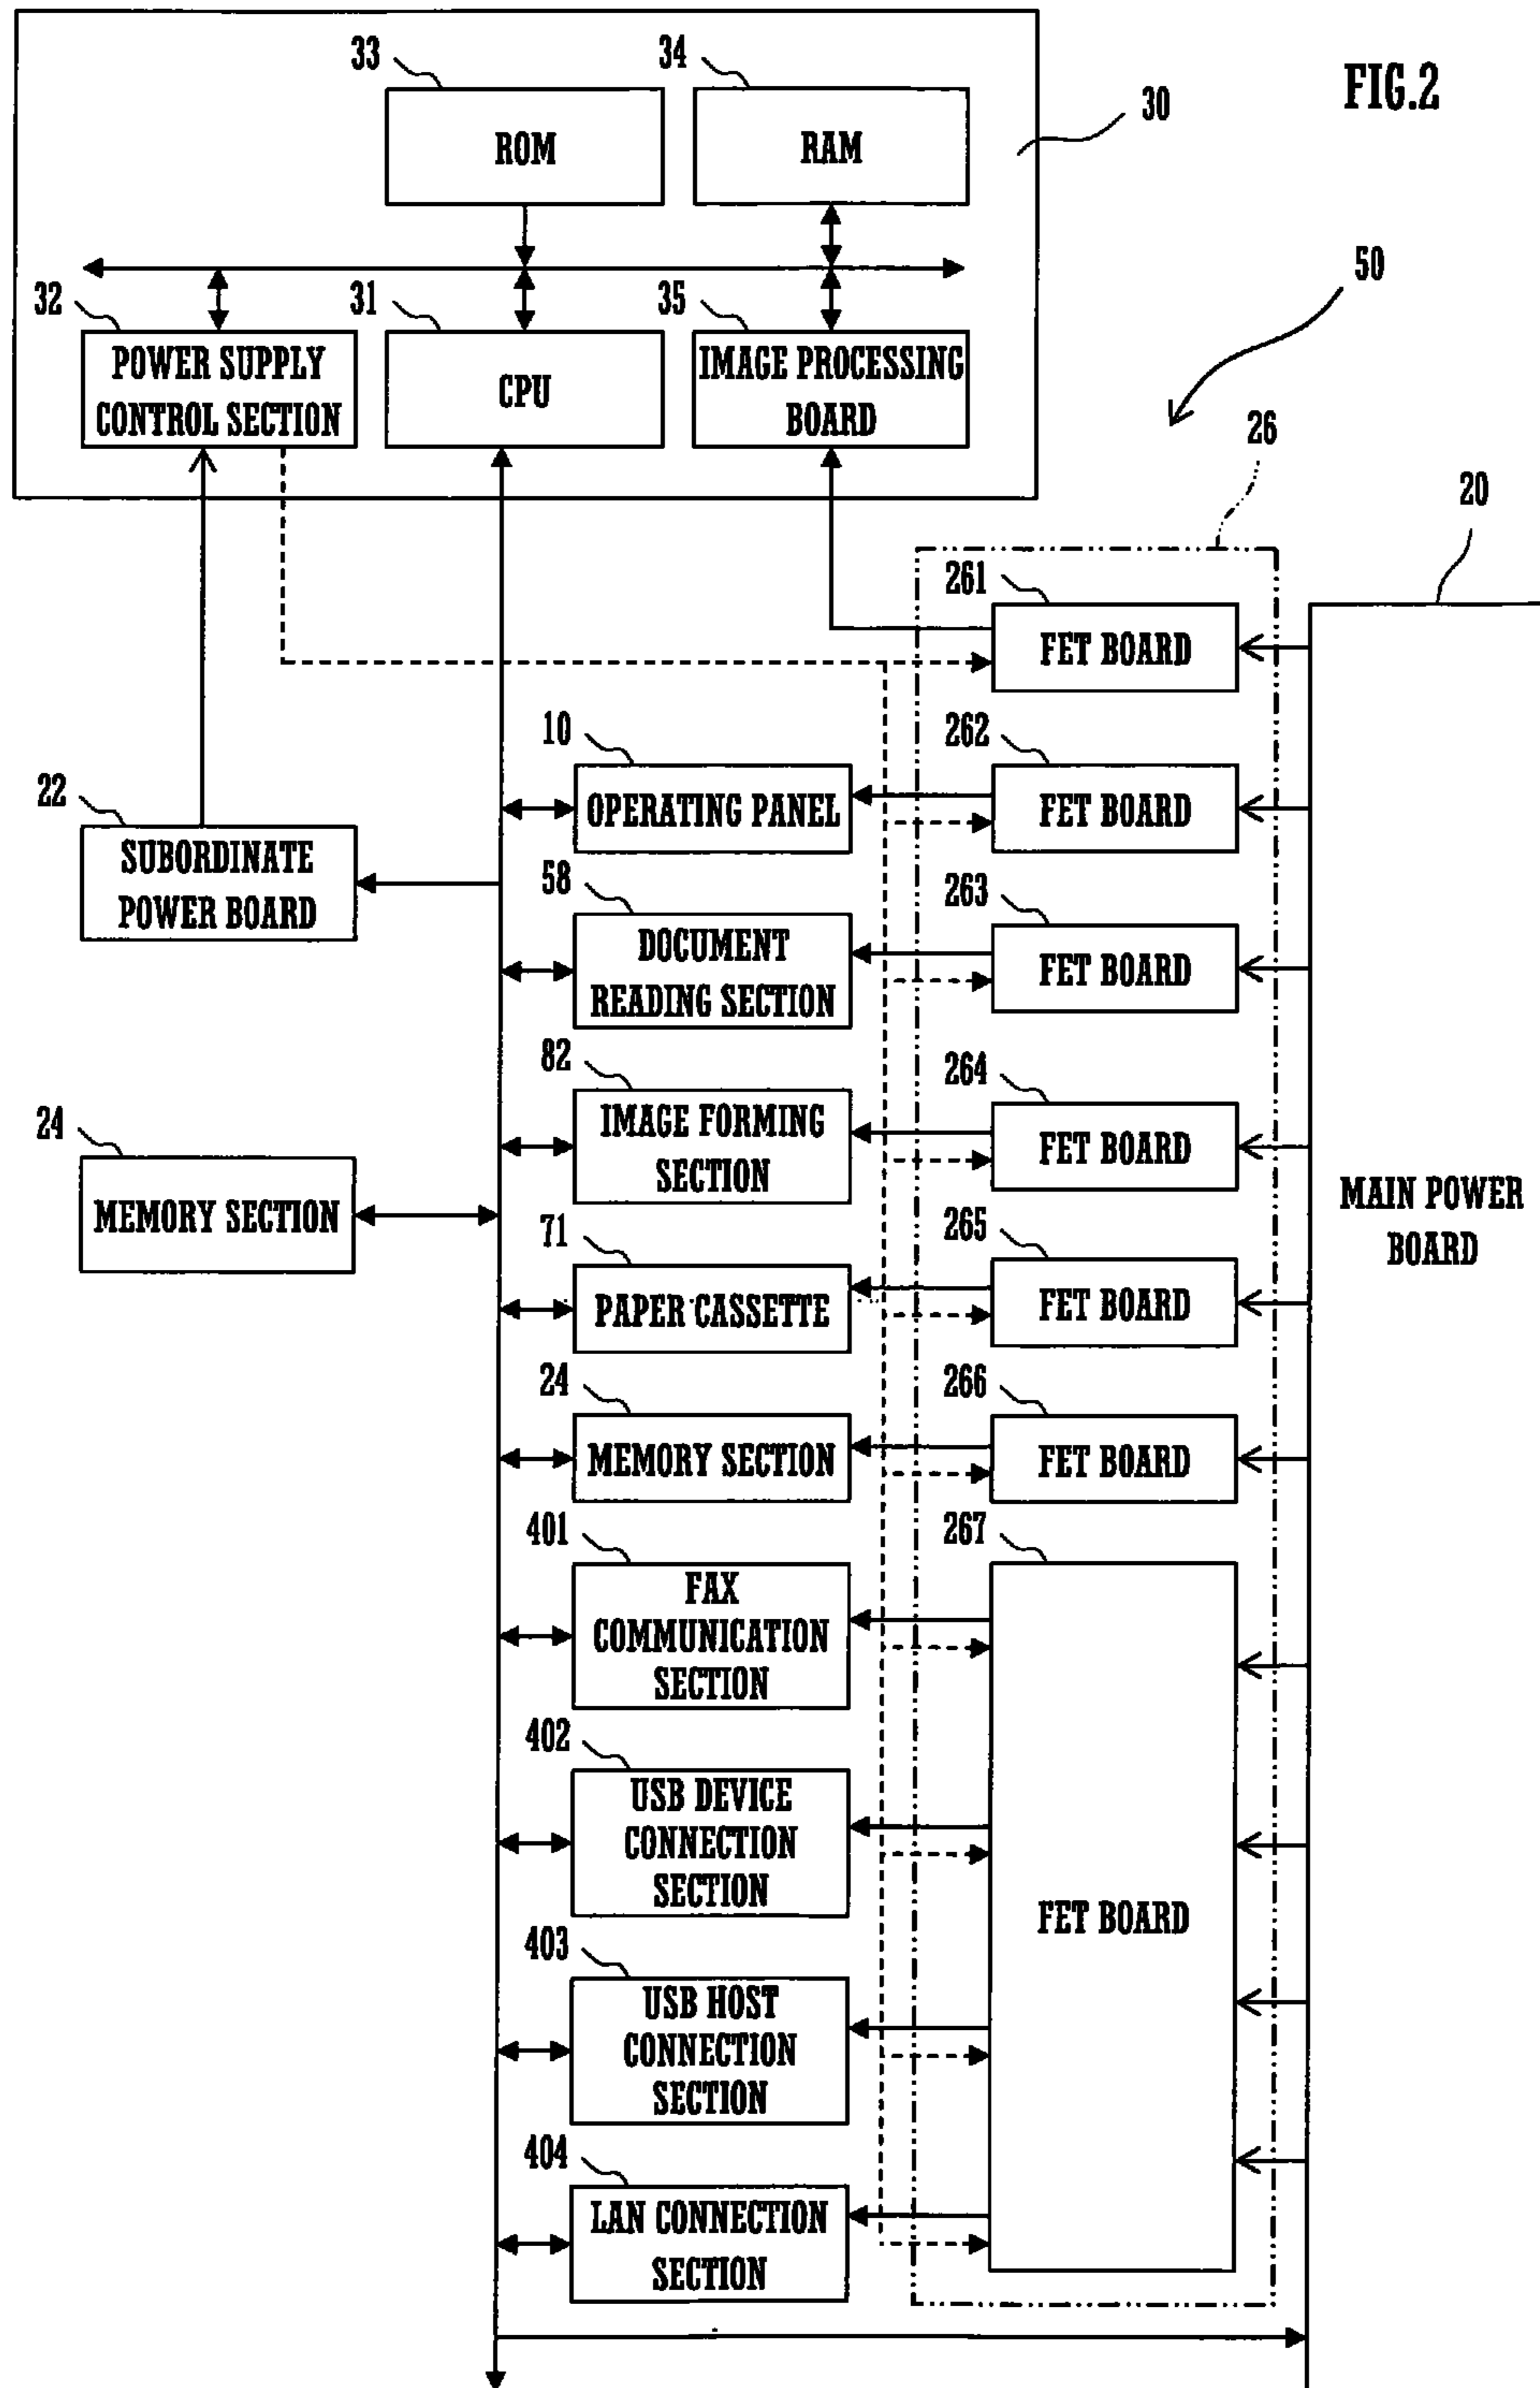 FIG.2
33
34
30
ROM
RAM
50
32
31
35
POWER SUPPLY
CONTROL SECTION
CPU
IMAGE PROCESSING
BOARD
26
20
261
FET BOARD
10
262
OPERATING PANEL
FET BOARD
22
SUBORDINATE
POWER BOARD
58
263
DOCUMENT
READING SECTION
FET BOARD
82
264
IMAGE FORMING
SECTION
FET BOARD
24
MEMORY SECTION
MAIN POWER
BOARD
71
265
PAPER CASSETTE
FET BOARD
24
266
MEMORY SECTION
FET BOARD
401
267
FAX
COMMUNICATION
SECTION
402
USB DEVICE
CONNECTION
SECTION
FET BOARD
403
USB HOST
CONNECTION
SECTION
404
LAN CONNECTION
SECTION